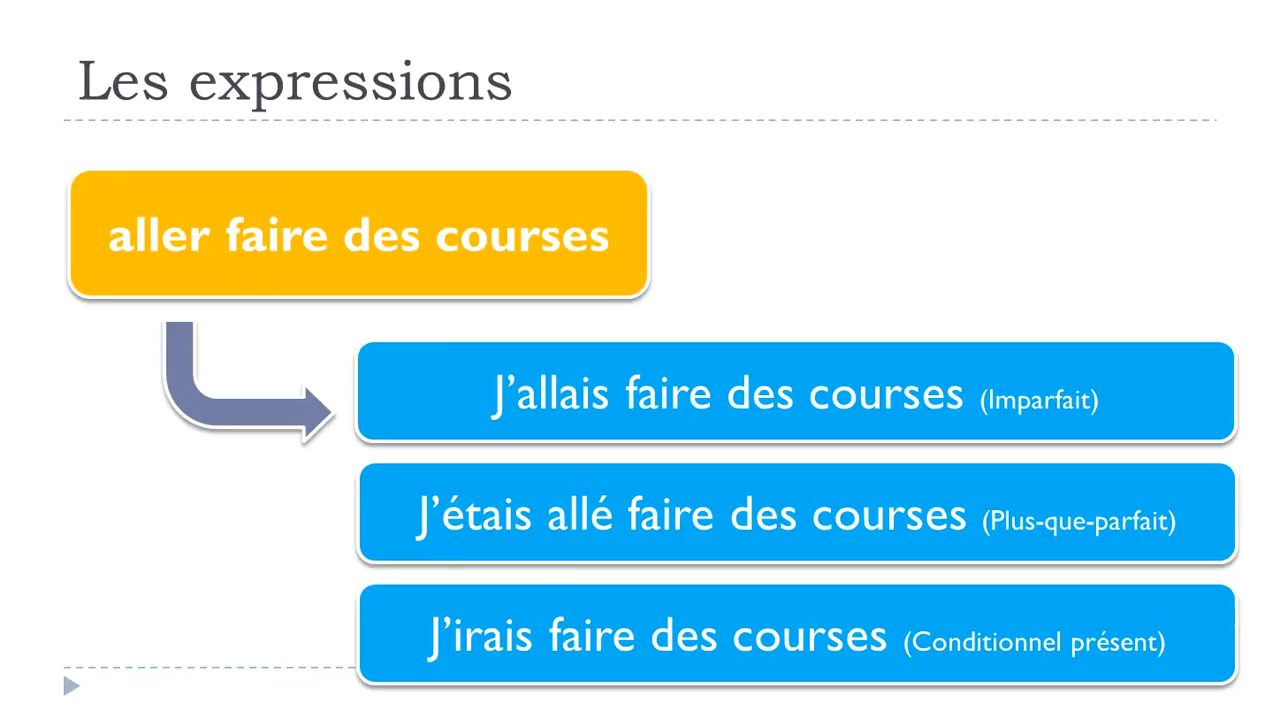 Les expressions
aller faire des courses
J’allais faire des courses (Imparfait)
J’étais allé faire des courses (Plus-que-parfait)
J’irais faire des courses (Conditionnel présent)